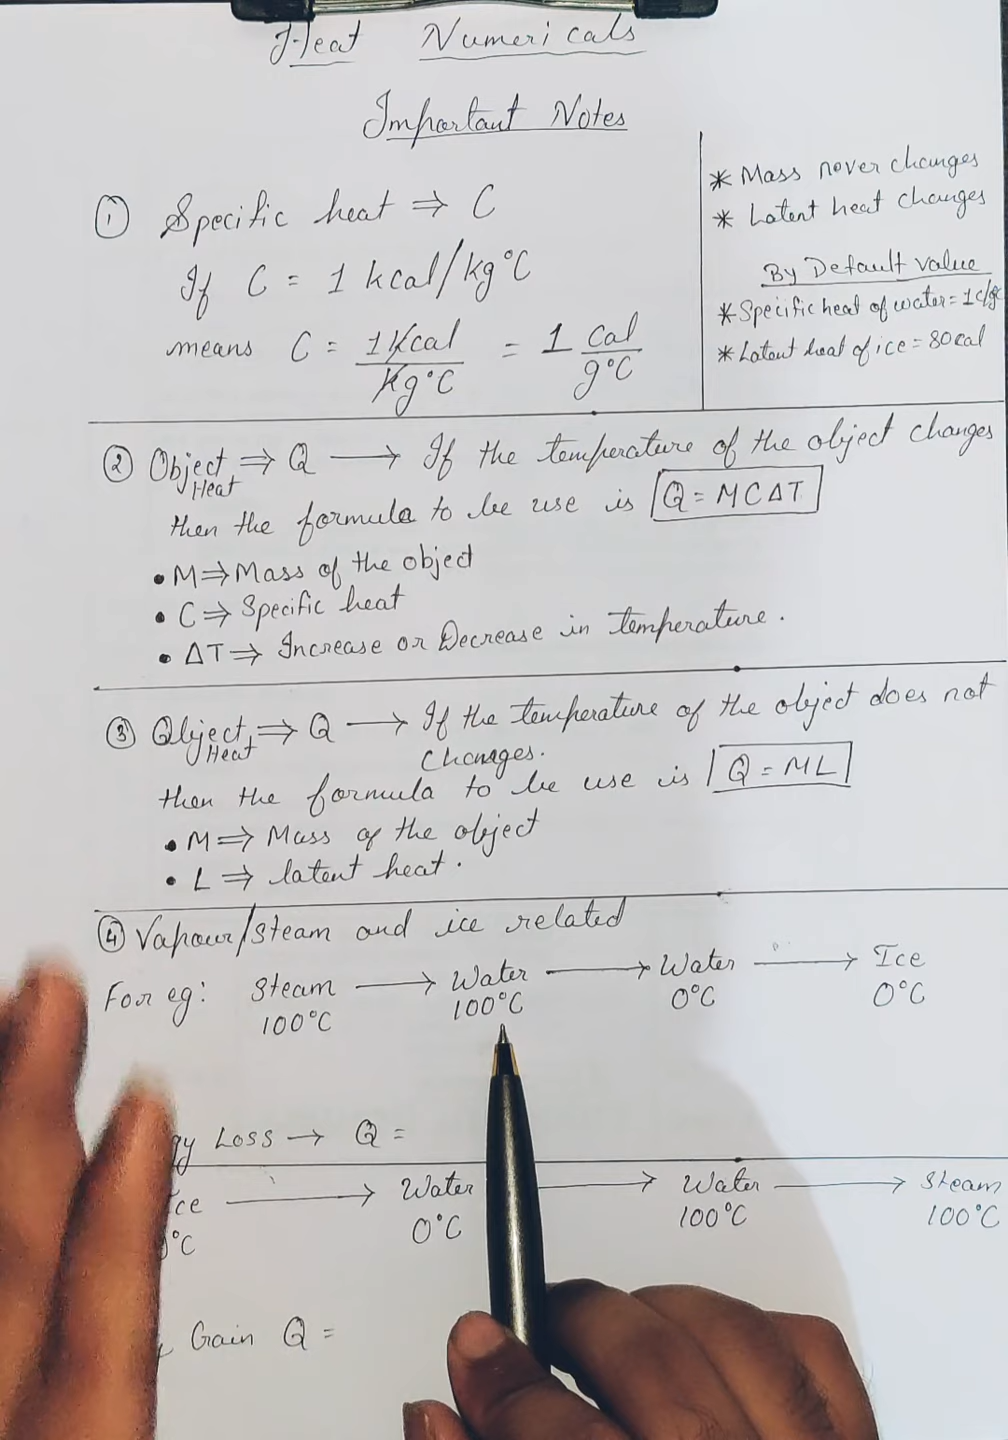 Heat Numericals
Important Notes
① Specific heat ⇒ C
If C = 1 kcal/kg°C
means C = 1Kcal/Kg°C = 1 Cal/g°C
* Mass never changes
* Latent heat changes
By Default value
* Specific heat of water = 1
* Latent heat of ice = 80cal
② Object Heat ⇒ Q → If the temperature of the object changes
then the formula to be use is Q = MCΔT
• M ⇒ Mass of the object
• C ⇒ Specific heat
• ΔT ⇒ Increase or Decrease in temperature.
③ Object Heat ⇒ Q → If the temperature of the object does not
changes.
then the formula to be use is Q = ML
• M ⇒ Mass of the object
• L ⇒ latent heat.
④ Vapour/Steam and ice related
For eg: Steam → Water → Water → Ice
100°C 100°C 0°C 0°C
gy Loss → Q =
ce → Water → Water → Steam
°C 0°C 100°C 100°C
Gain Q =